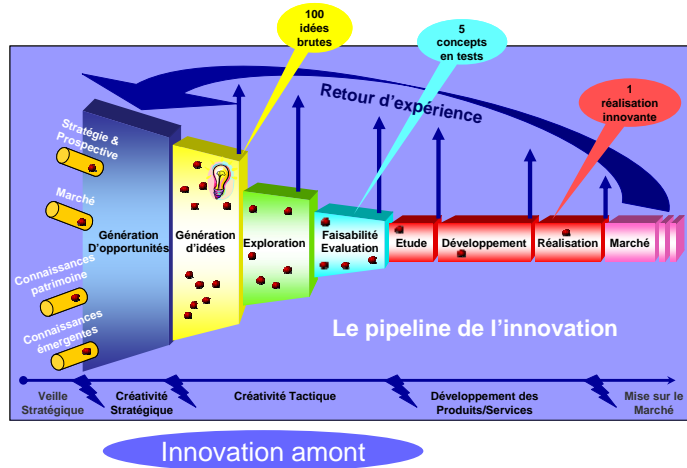 100
idées
brutes
5
concepts
en tests
1
réalisation
innovante
Retour d'expérience
Stratégie &
Prospective
Marché
Connaissances
patrimoine
Connaissances
émergentes
Génération
D'opportunités
Génération
d'idées
Exploration
Faisabilité
Evaluation
Etude
Développement
Réalisation
Marché
Le pipeline de l'innovation
Veille
Stratégique
Créativité
Stratégique
Créativité Tactique
Développement des
Produits/Services
Mise sur le
Marché
Innovation amont